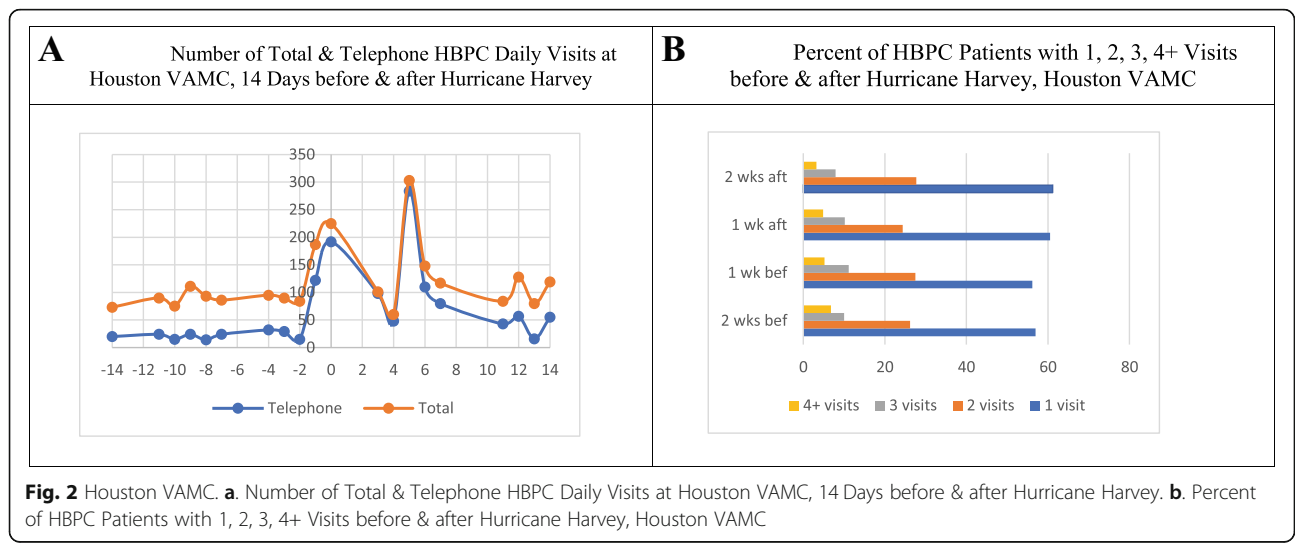 A
Number of Total & Telephone HBPC Daily Visits at
Houston VAMC, 14 Days before & after Hurricane Harvey
350
300
250
200
150
100
50
0
-14 -12 -10 -8 -6 -4 -2 0 2 4 6 8 10 12 14
Telephone Total
B
Percent of HBPC Patients with 1, 2, 3, 4+ Visits
before & after Hurricane Harvey, Houston VAMC
2 wks aft
1 wk aft
1 wk bef
2 wks bef
0 20 40 60 80
4+ visits 3 visits 2 visits 1 visit
Fig. 2 Houston VAMC. a. Number of Total & Telephone HBPC Daily Visits at Houston VAMC, 14 Days before & after Hurricane Harvey. b. Percent
of HBPC Patients with 1, 2, 3, 4+ Visits before & after Hurricane Harvey, Houston VAMC